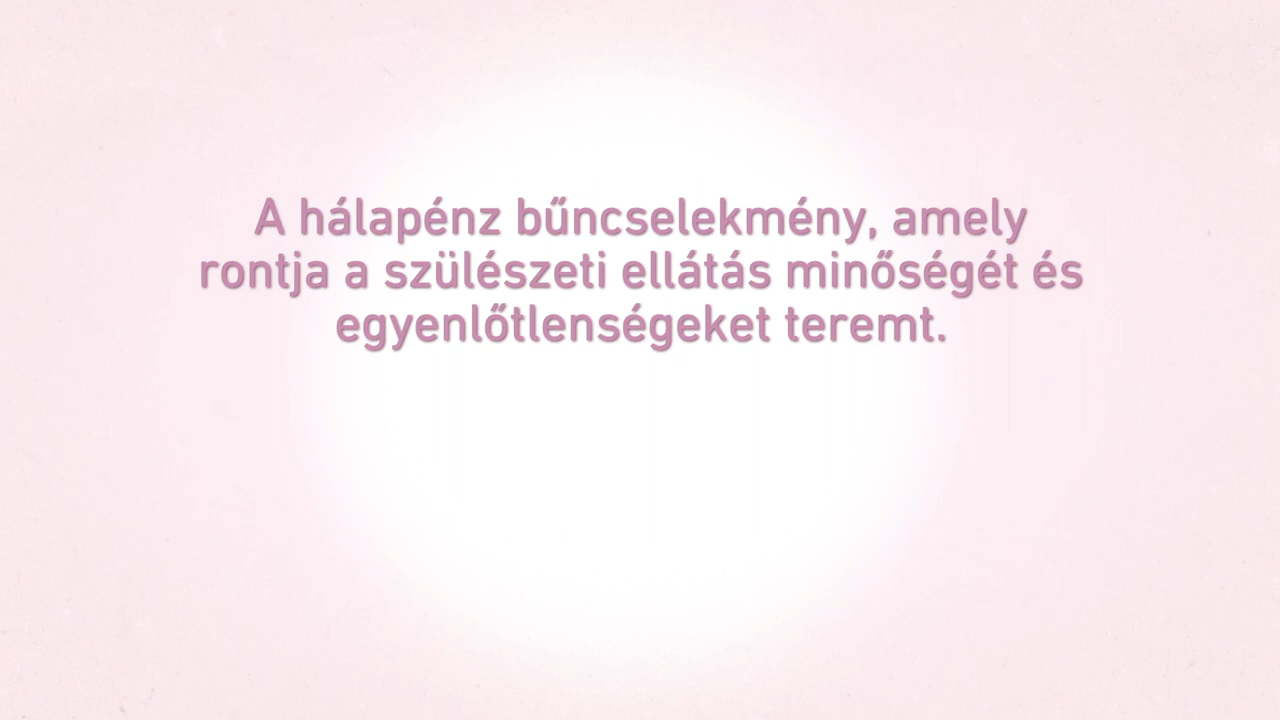 A hálapénz bűncselekmény, amely
rontja a szülészeti ellátás minőségét és
egyenlőtlenségeket teremt.